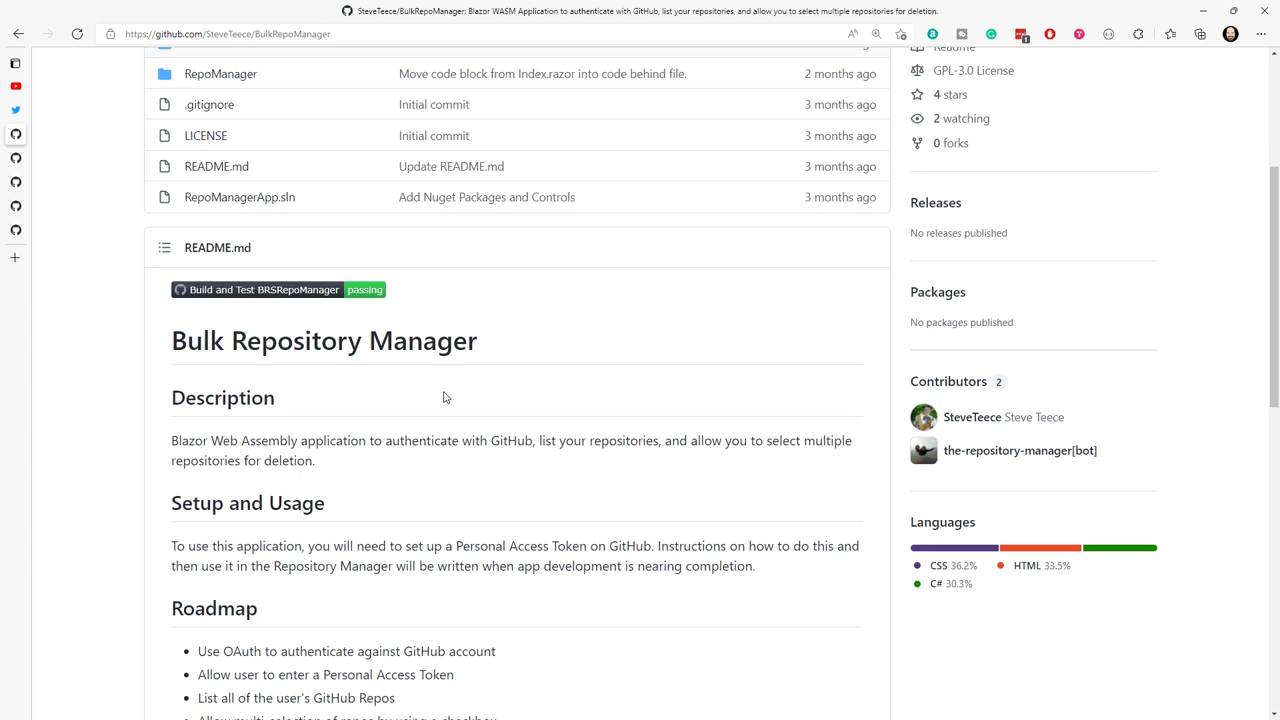 SteveTeece/BulkRepoManager: Blazor WASM Application to authenticate with GitHub, list your repositories, and allow you to select multiple repositories for deletion.
https://github.com/SteveTeece/BulkRepoManager
Readme
RepoManager Move code block from Index.razor into code behind file. 2 months ago
GPL-3.0 License
.gitignore Initial commit 3 months ago
4 stars
LICENSE Initial commit 3 months ago
2 watching
0 forks
README.md Update README.md 3 months ago
RepoManagerApp.sln Add Nuget Packages and Controls 3 months ago
Releases
No releases published
README.md
Build and Test BRSRepoManager passing
Packages
No packages published
Bulk Repository Manager
Contributors 2
Description
SteveTeece Steve Teece
Blazor Web Assembly application to authenticate with GitHub, list your repositories, and allow you to select multiple
repositories for deletion.
the-repository-manager[bot]
Setup and Usage
Languages
To use this application, you will need to set up a Personal Access Token on GitHub. Instructions on how to do this and
then use it in the Repository Manager will be written when app development is nearing completion.
CSS 36.2% HTML 33.5%
C# 30.3%
Roadmap
Use OAuth to authenticate against GitHub account
Allow user to enter a Personal Access Token
List all of the user's GitHub Repos
Allow multi-selection of repos by using a checkbox